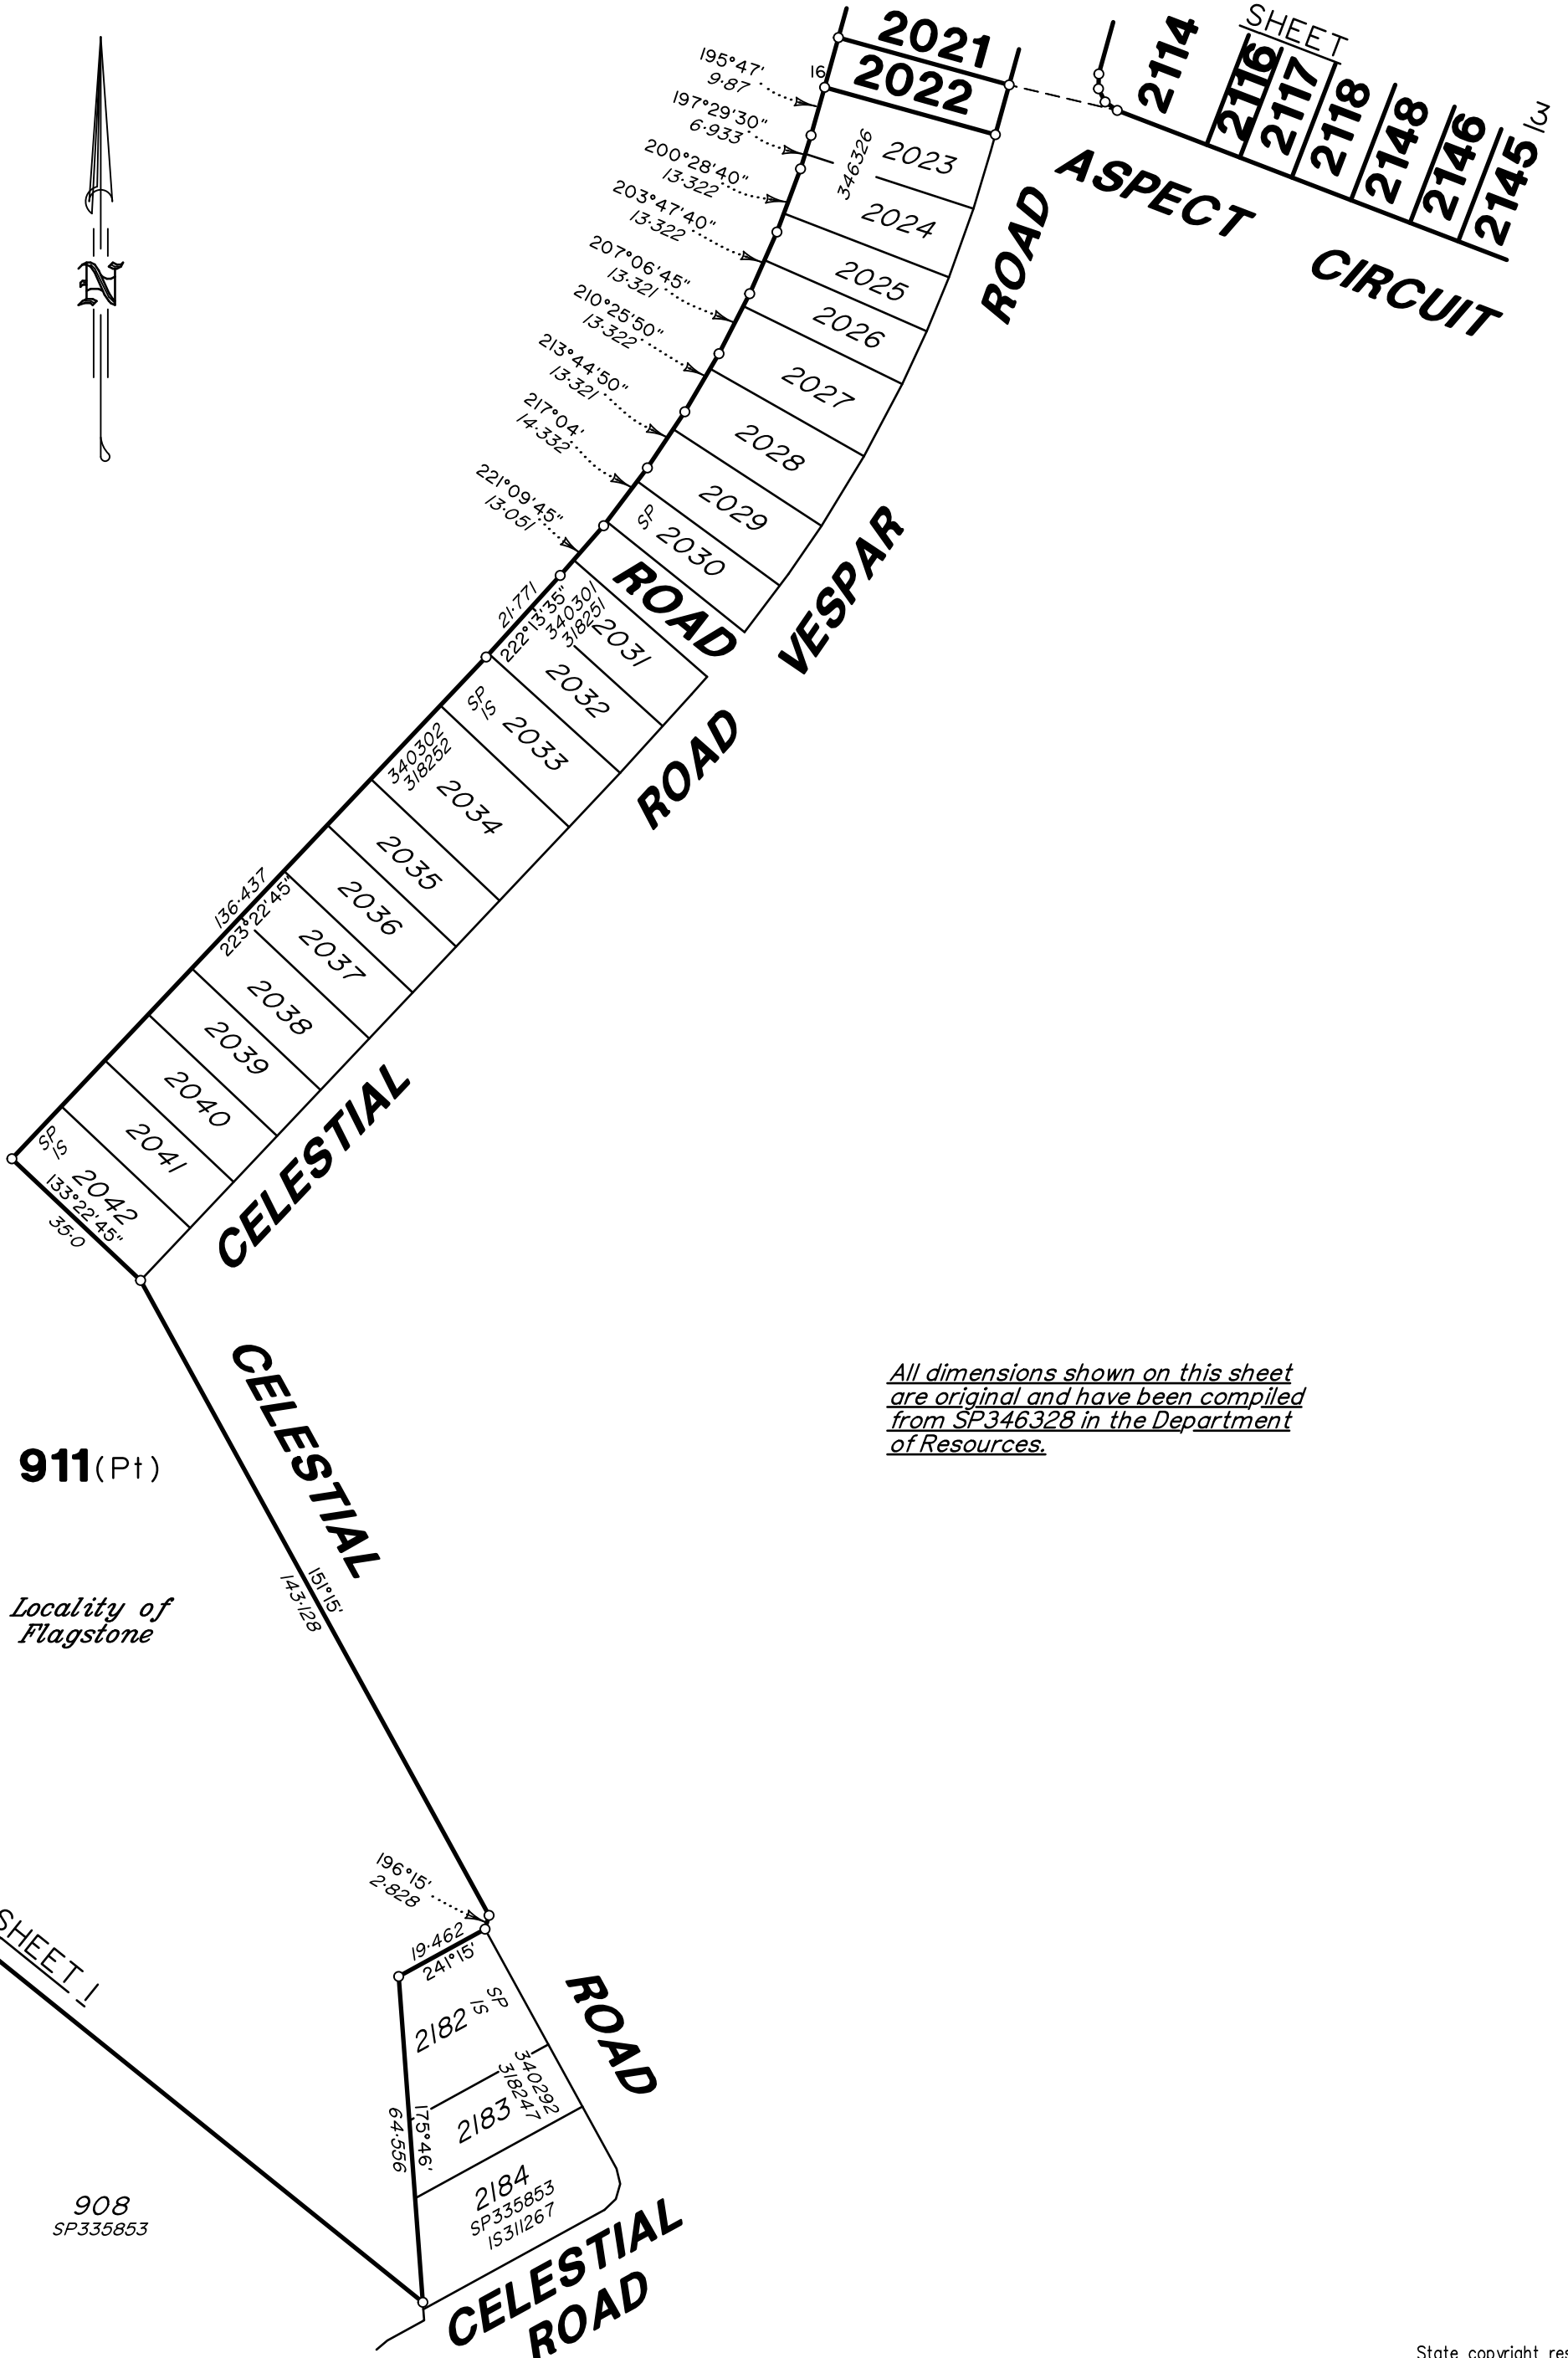 2021
SHEET
2114
2116
2117
2118
2148
2146
2145
13
195°47'
9·87
16
2022
197°29'30"
6·933
346326
2023
200°28'40"
13·322
2024
ROAD
ASPECT
CIRCUIT
203°47'40"
13·322
2025
207°06'45"
13·321
2026
210°25'50"
13·322
2027
213°44'50"
13·321
2028
217°04'
14·332
2029
221°09'45"
13·051
SP
2030
VESPAR
ROAD
21·771
222°13'35"
340301
318251
2031
2032
SP
IS
2033
ROAD
340302
318252
2034
2035
136·437
223°22'45"
2036
2037
2038
2039
2040
2041
SP
IS
2042
133°22'45"
35·0
CELESTIAL
N
CELESTIAL
All dimensions shown on this sheet
are original and have been compiled
from SP346328 in the Department
of Resources.
911(Pt)
151°15'
143·128
Locality of
Flagstone
196°15'
2·828
SHEET 1
19·462
241°15'
ROAD
2182
SP
IS
340292
318247
2183
175°46'
64·556
2184
SP335853
IS311267
908
SP335853
CELESTIAL
ROAD
State copyright